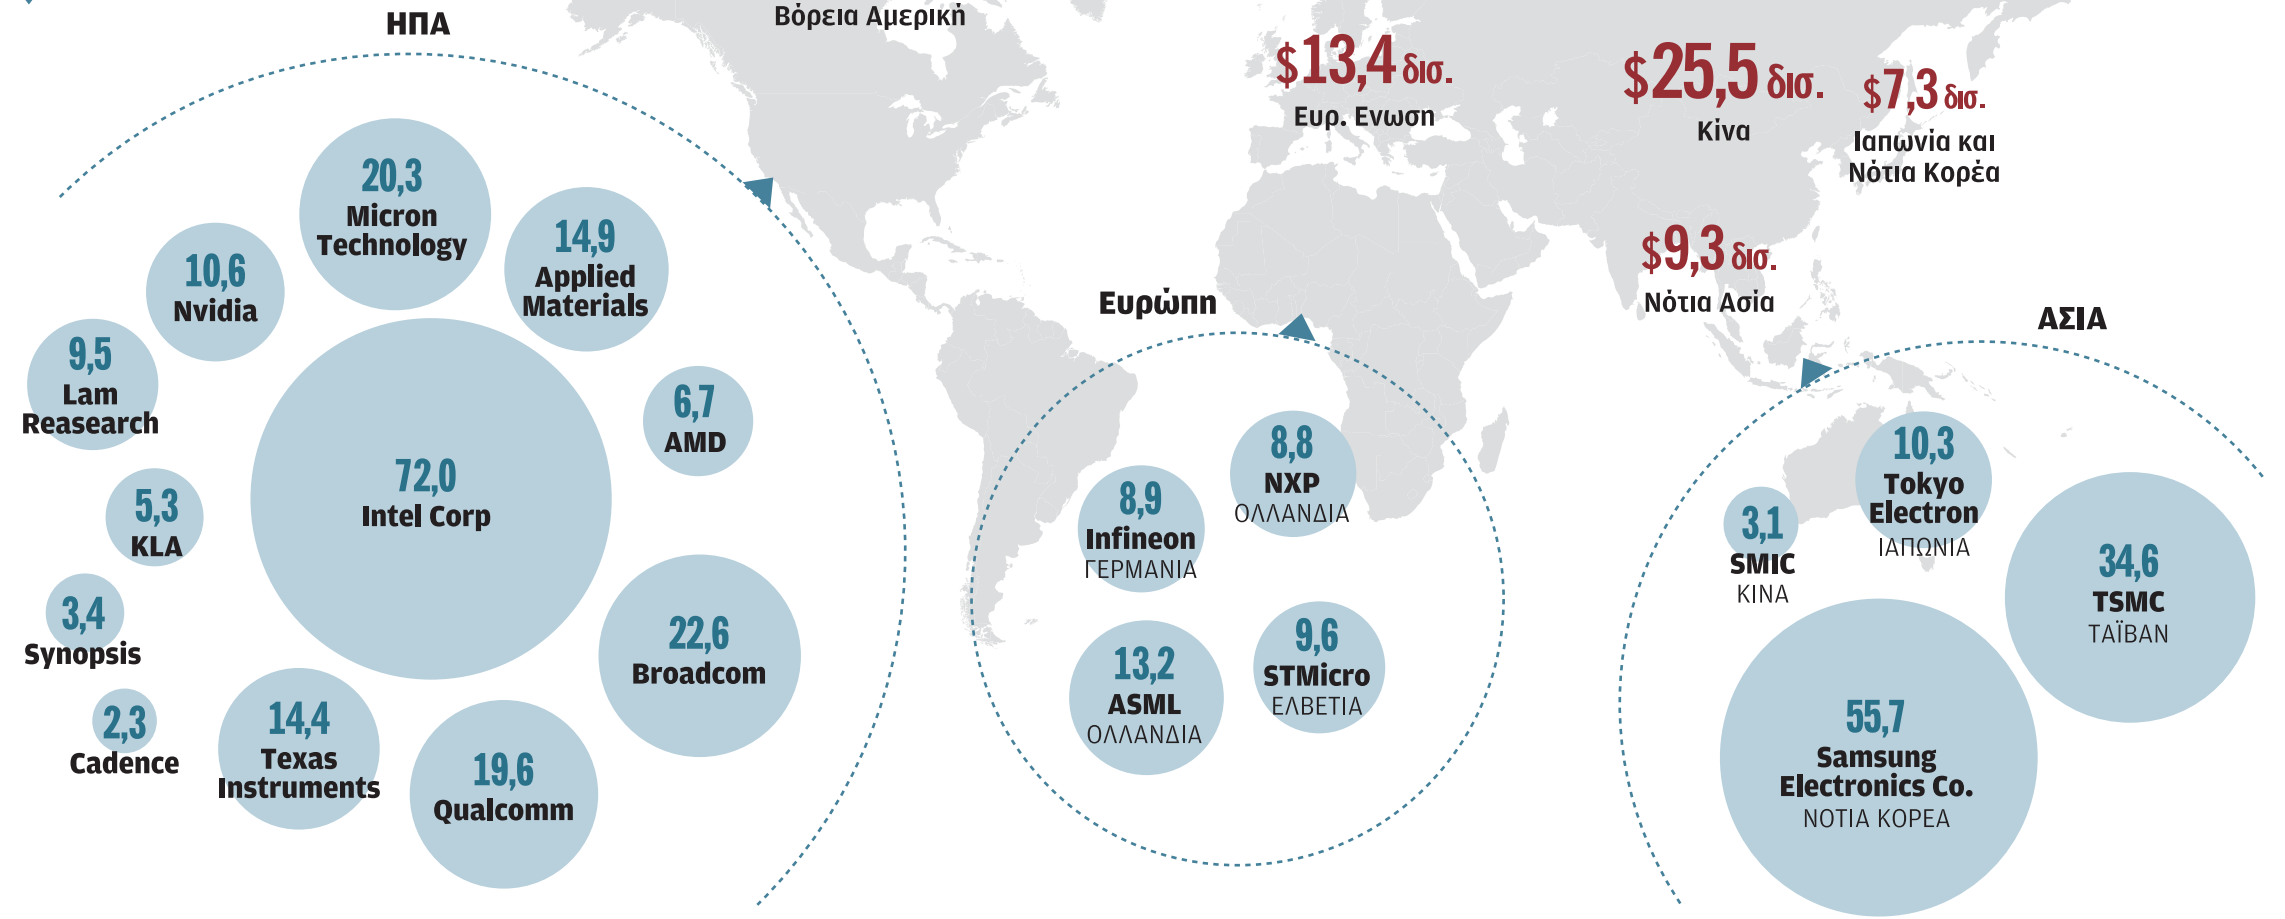 Βόρεια Αμερική
$13,4 δισ.
Ευρ. Ενωση
$25,5 δισ.
Κίνα
$7,3 δισ.
Ιαπωνία και
Νότια Κορέα
$9,3 δισ.
Νότια Ασία
ΗΠΑ
20,3
Micron
Technology
14,9
Applied
Materials
10,6
Nvidia
9,5
Lam
Reasearch
6,7
AMD
72,0
Intel Corp
5,3
KLA
3,4
Synopsis
22,6
Broadcom
2,3
Cadence
14,4
Texas
Instruments
19,6
Qualcomm
Ευρώπη
8,8
NXP
ΟΛΛΑΝΔΙΑ
8,9
Infineon
ΓΕΡΜΑΝΙΑ
13,2
ASML
ΟΛΛΑΝΔΙΑ
9,6
STMicro
ΕΛΒΕΤΙΑ
ΑΣΙΑ
10,3
Tokyo
Electron
ΙΑΠΩΝΙΑ
3,1
SMIC
ΚΙΝΑ
34,6
TSMC
ΤΑΪΒΑΝ
55,7
Samsung
Electronics Co.
ΝΟΤΙΑ ΚΟΡΕΑ